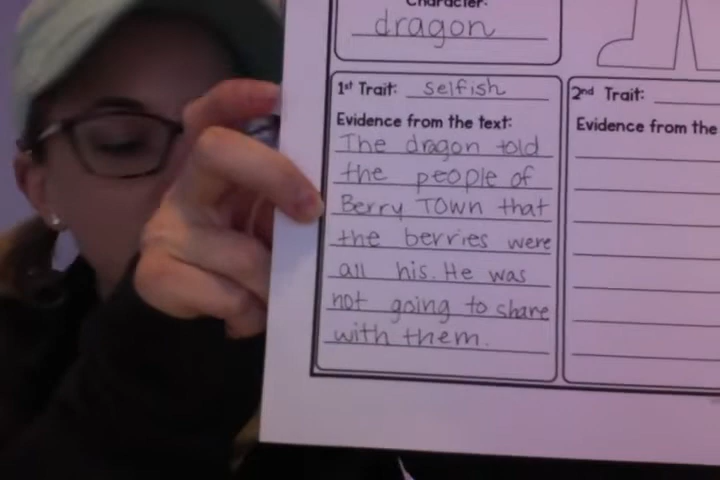 Character:
dragon
1st Trait: selfish
Evidence from the text:
The dragon told
the people of
Berry Town that
the berries were
all his. He was
not going to share
with them.
2nd Trait:
Evidence from the